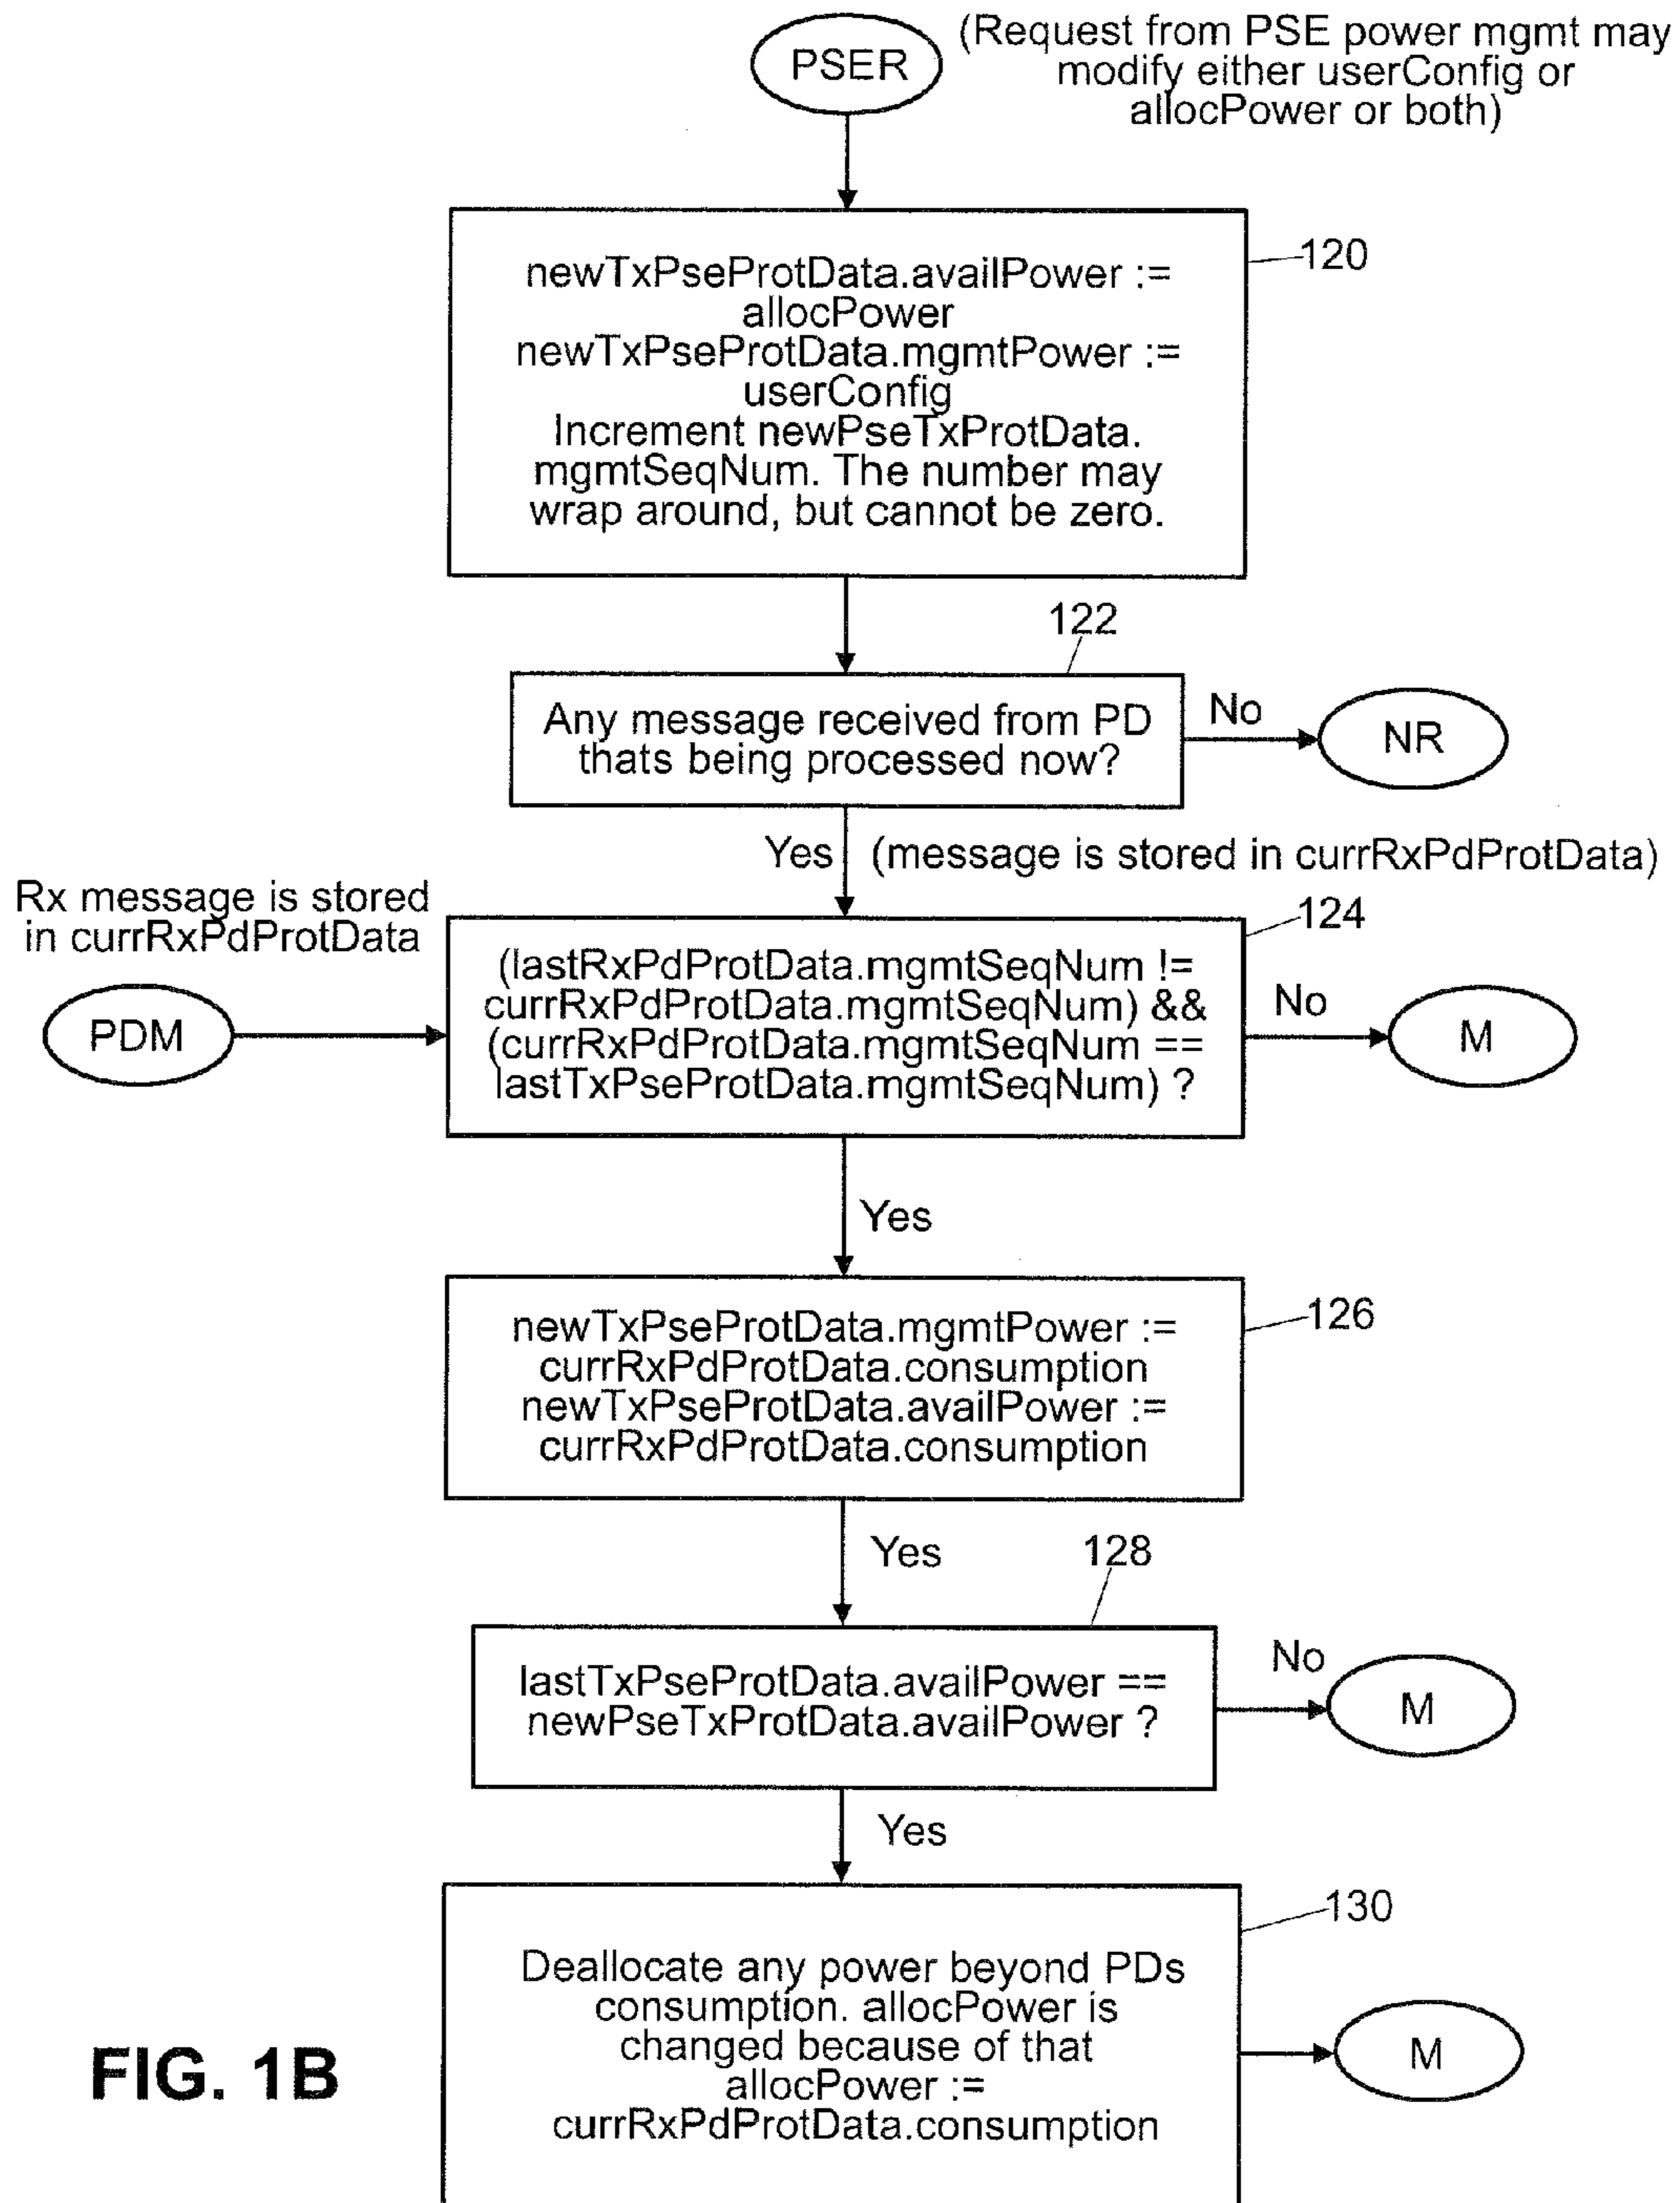 PSER
(Request from PSE power mgmt may
modify either userConfig or
allocPower or both)
120
newTxPseProtData.availPower :=
allocPower
newTxPseProtData.mgmtPower :=
userConfig
Increment newPseTxProtData.
mgmtSeqNum. The number may
wrap around, but cannot be zero.
122
Any message received from PD
thats being processed now?
No
NR
Yes
(message is stored in currRxPdProtData)
Rx message is stored
in currRxPdProtData
PDM
124
(lastRxPdProtData.mgmtSeqNum !=
currRxPdProtData.mgmtSeqNum) &&
(currRxPdProtData.mgmtSeqNum ==
lastTxPseProtData.mgmtSeqNum) ?
No
M
Yes
126
newTxPseProtData.mgmtPower :=
currRxPdProtData.consumption
newTxPseProtData.availPower :=
currRxPdProtData.consumption
Yes
128
lastTxPseProtData.availPower ==
newPseTxProtData.availPower ?
No
M
Yes
130
Deallocate any power beyond PDs
consumption. allocPower is
changed because of that
allocPower :=
currRxPdProtData.consumption
M
FIG. 1B